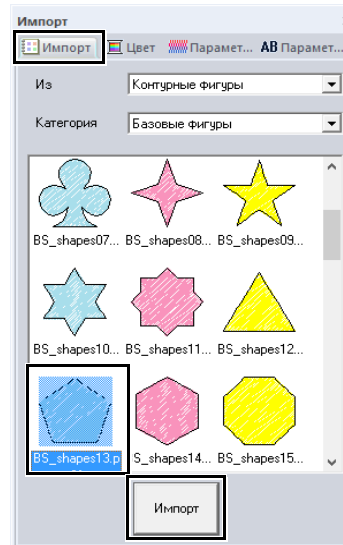 Импорт
Импорт Цвет Парамет... AB Парамет...
Из Контурные фигуры
Категория Базовые фигуры
BS_shapes07... BS_shapes08... BS_shapes09...
BS_shapes10... BS_shapes11... BS_shapes12...
BS_shapes13.p S_shapes14... BS_shapes15...
Импорт